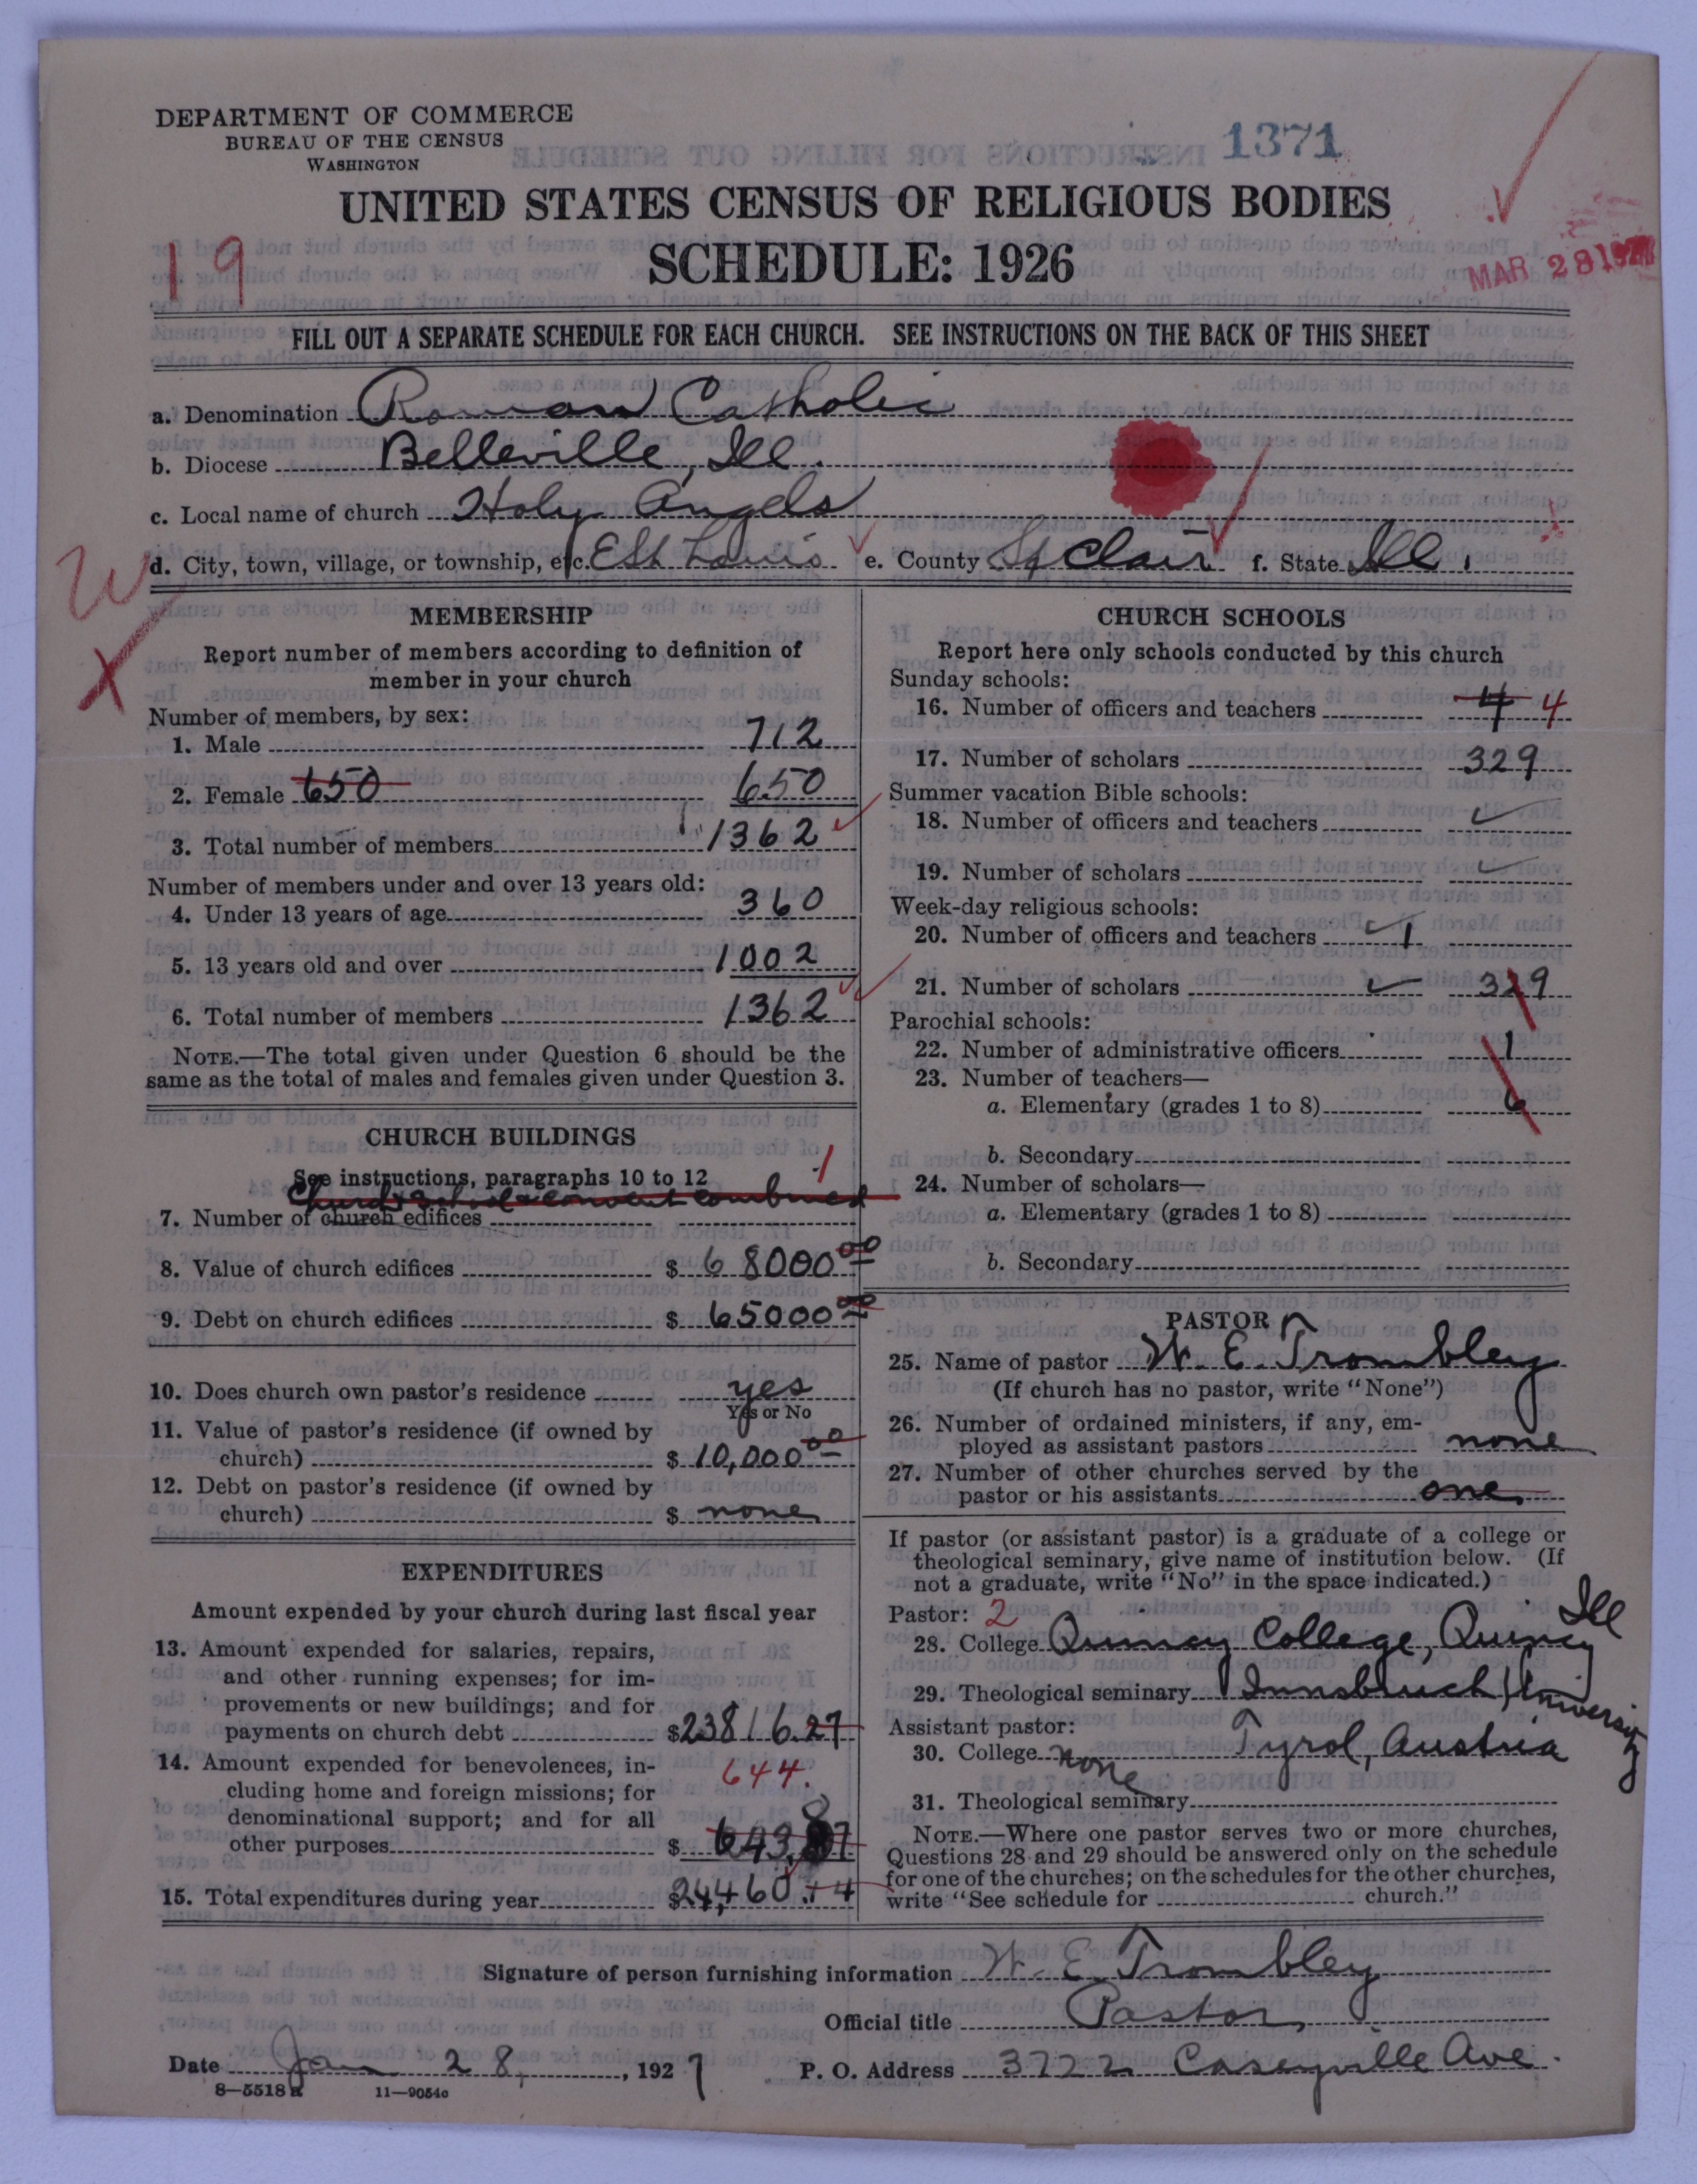 DEPARTMENT OF COMMERCE
BUREAU OF THE CENSUS
WASHINGTON
1371
UNITED STATES CENSUS OF RELIGIOUS BODIES
SCHEDULE: 1926
19
MAR 28 1927
FILL OUT A SEPARATE SCHEDULE FOR EACH CHURCH. SEE INSTRUCTIONS ON THE BACK OF THIS SHEET
a. Denomination Roman Catholic
b. Diocese Belleville, Ill.
c. Local name of church Holy Angels
d. City, town, village, or township, etc. E St Louis e. County St Clair f. State Ill.
MEMBERSHIP
Report number of members according to definition of
member in your church
Number of members, by sex:
1. Male 712
2. Female 650 650
3. Total number of members 1362
Number of members under and over 13 years old:
4. Under 13 years of age 360
5. 13 years old and over 1002
6. Total number of members 1362
NOTE.—The total given under Question 6 should be the
same as the total of males and females given under Question 3.
CHURCH BUILDINGS
See instructions, paragraphs 10 to 12 1
Church & school & convent combined
7. Number of church edifices
8. Value of church edifices $ 68000 00
9. Debt on church edifices $ 65000 00
10. Does church own pastor's residence yes
Yes or No
11. Value of pastor's residence (if owned by
church) $ 10,000 00
12. Debt on pastor's residence (if owned by
church) $ none
EXPENDITURES
Amount expended by your church during last fiscal year
13. Amount expended for salaries, repairs,
and other running expenses; for im-
provements or new buildings; and for
payments on church debt $23816.27
14. Amount expended for benevolences, in-
644.
cluding home and foreign missions; for
denominational support; and for all
other purposes $ 643.87
15. Total expenditures during year $24,460.14
CHURCH SCHOOLS
Report here only schools conducted by this church
Sunday schools:
16. Number of officers and teachers 4 4
17. Number of scholars 329
Summer vacation Bible schools:
18. Number of officers and teachers
19. Number of scholars
Week-day religious schools:
20. Number of officers and teachers 1
21. Number of scholars 329
Parochial schools:
22. Number of administrative officers 1
23. Number of teachers—
a. Elementary (grades 1 to 8) 6
b. Secondary
24. Number of scholars—
a. Elementary (grades 1 to 8)
b. Secondary
PASTOR
25. Name of pastor W. E. Trombley
(If church has no pastor, write "None")
26. Number of ordained ministers, if any, em-
ployed as assistant pastors none
27. Number of other churches served by the
pastor or his assistants one
If pastor (or assistant pastor) is a graduate of a college or
theological seminary, give name of institution below. (If
not a graduate, write "No" in the space indicated.)
Pastor: 2
28. College Quincy College, Quincy Ill
29. Theological seminary Innsbruck University
Assistant pastor:
30. College none Tyrol, Austria
31. Theological seminary
NOTE.—Where one pastor serves two or more churches,
Questions 28 and 29 should be answered only on the schedule
for one of the churches; on the schedules for the other churches,
write "See schedule for church."
Signature of person furnishing information W. E. Trombley
Official title Pastor
Date Jan 28, 1927 P. O. Address 3722 Caseyville Ave.
8—5518 a 11—9054c